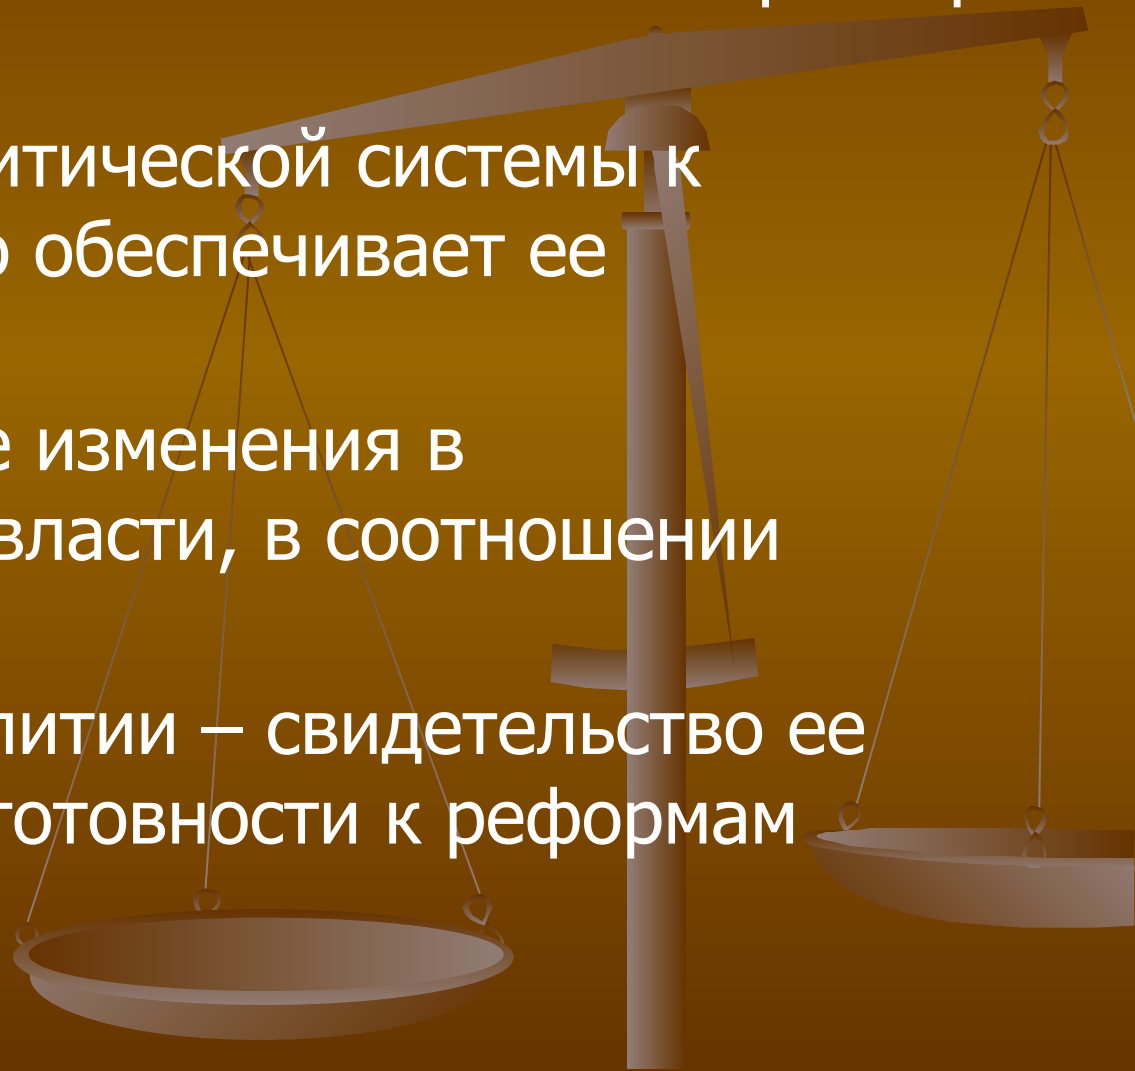 итической системы к
о обеспечивает ее
е изменения в
власти, в соотношении
литии – свидетельство ее
готовности к реформам